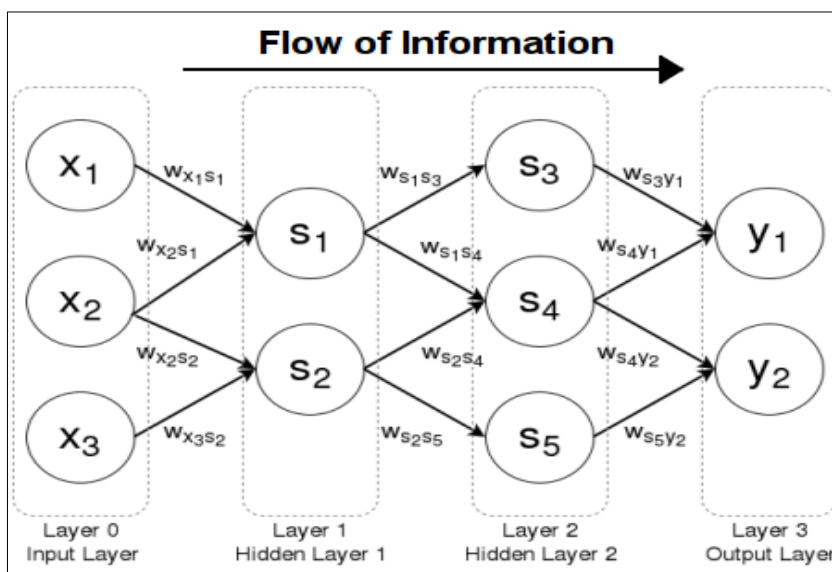 Flow of Information
x1
x2
x3
wx1s1
wx2s1
wx2s2
wx3s2
s1
s2
ws1s3
ws1s4
ws2s4
ws2s5
s3
s4
s5
ws3y1
ws4y1
ws4y2
ws5y2
y1
y2
Layer 0
Input Layer
Layer 1
Hidden Layer 1
Layer 2
Hidden Layer 2
Layer 3
Output Layer